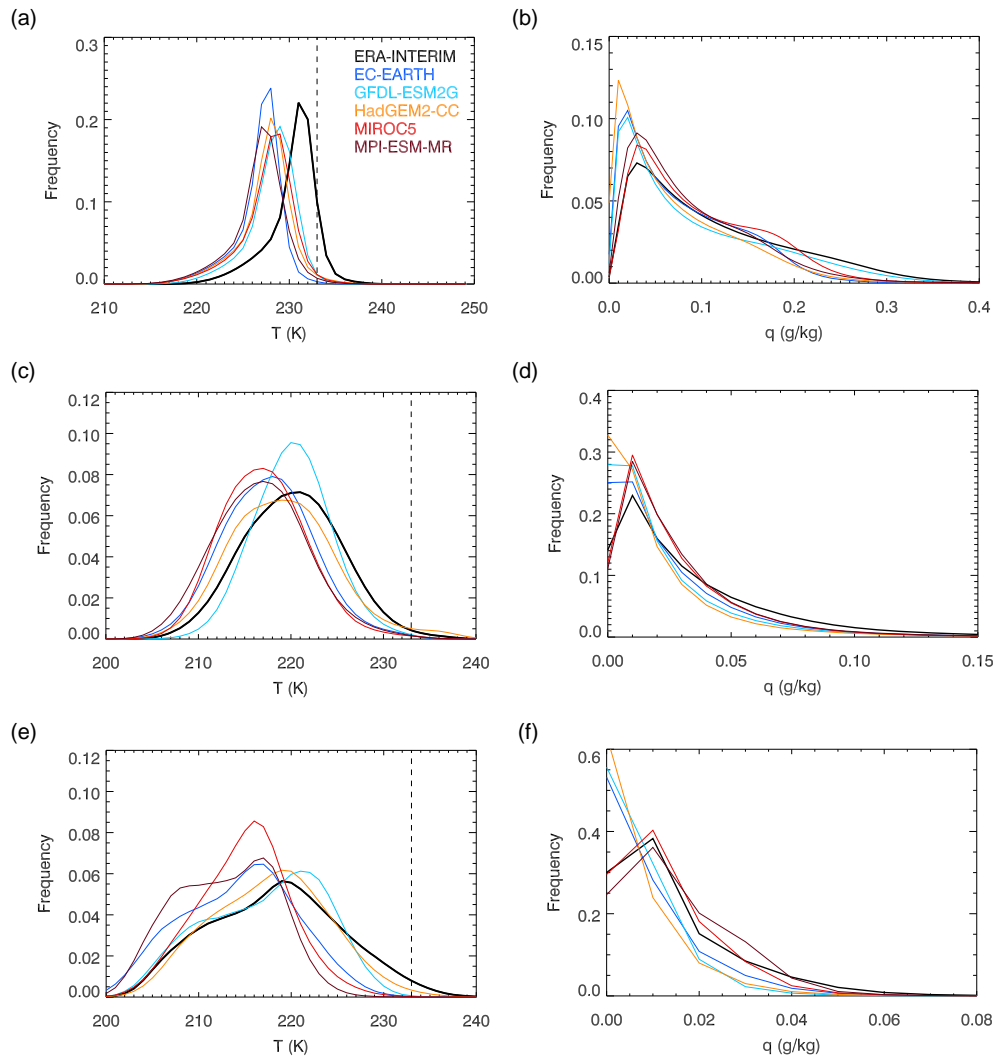 (a)
0.3
0.2
0.1
0.0
Frequency
210
220
230
240
250
T (K)
ERA-INTERIM
EC-EARTH
GFDL-ESM2G
HadGEM2-CC
MIROC5
MPI-ESM-MR
(b)
0.15
0.10
0.05
0.00
Frequency
0.0
0.1
0.2
0.3
0.4
q (g/kg)
(c)
0.12
0.10
0.08
0.06
0.04
0.02
0.00
Frequency
200
210
220
230
240
T (K)
(d)
0.4
0.3
0.2
0.1
0.0
Frequency
0.00
0.05
0.10
0.15
q (g/kg)
(e)
0.12
0.10
0.08
0.06
0.04
0.02
0.00
Frequency
200
210
220
230
240
T (K)
(f)
0.6
0.4
0.2
0.0
Frequency
0.00
0.02
0.04
0.06
0.08
q (g/kg)